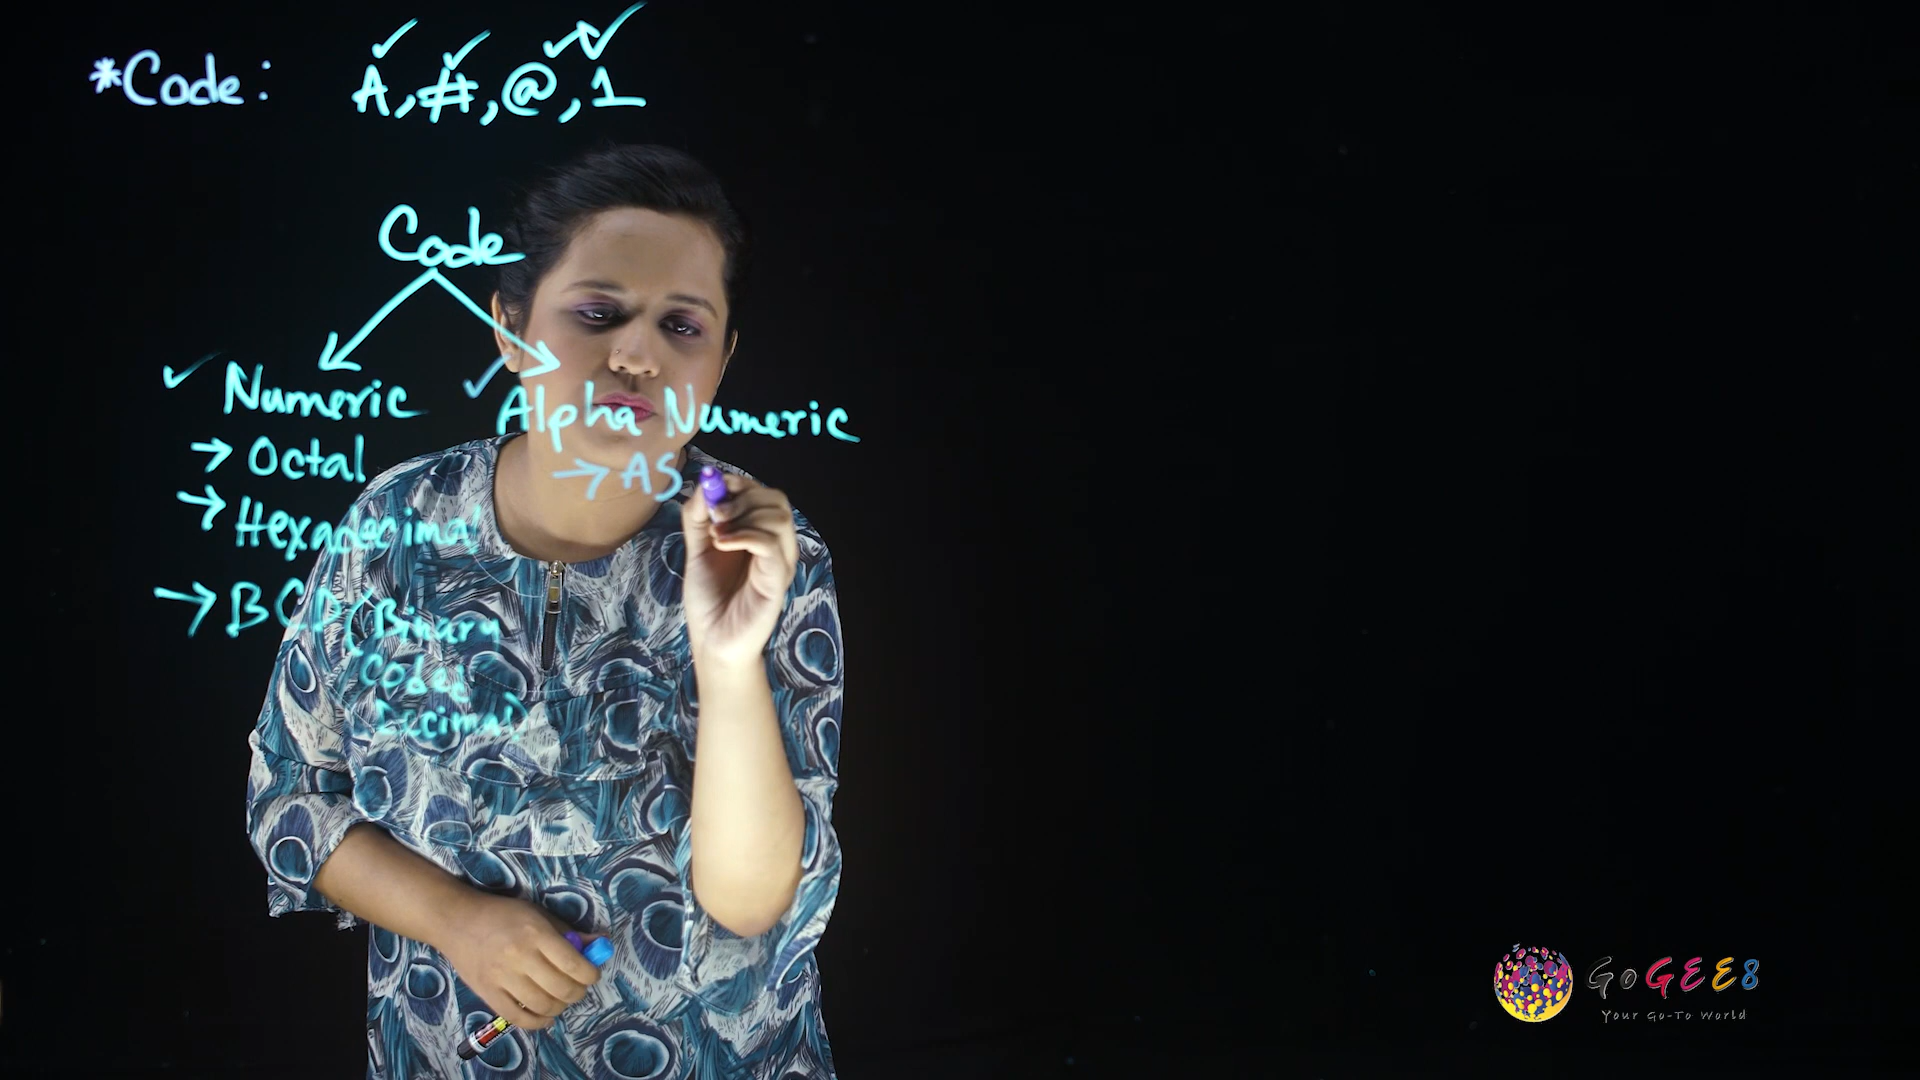 *Code: A, #, @, 1
Code
Numeric
Alpha Numeric
→ Octal
→ AS
→ Hexadecimal
→ BCD (Binary
Coded
Decimal)
GoGEE8
Your Go-To World